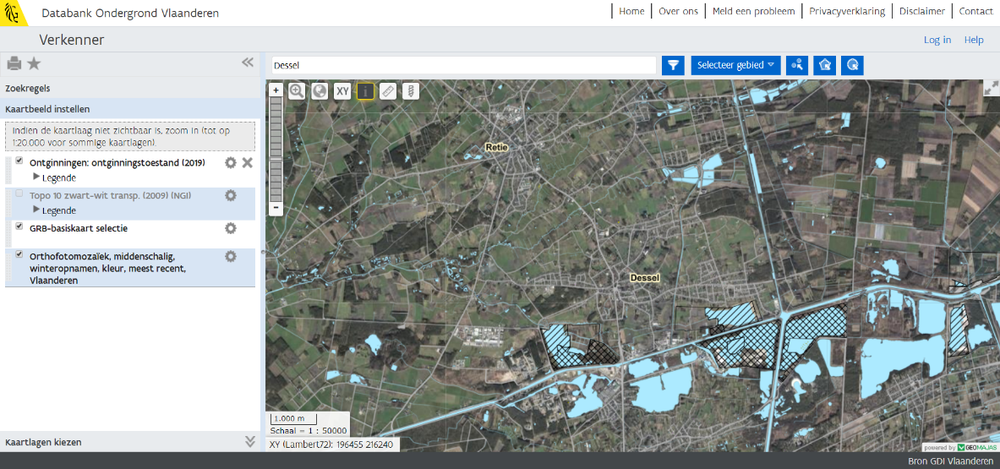 Databank Ondergrond Vlaanderen
Home
Over ons
Meld een probleem
Privacyverklaring
Disclaimer
Contact
Verkenner
Log in
Help
Zoekregels
Kaartbeeld instellen
Indien de kaartlaag niet zichtbaar is, zoom in (tot op
1:20.000 voor sommige kaartlagen).
Ontginningen: ontginningstoestand (2019)
Legende
Topo 10 zwart-wit transp. (2009) (NGI)
Legende
GRB-basiskaart selectie
Orthofotomozaïek, middenschalig,
winteropnamen, kleur, meest recent,
Vlaanderen
Kaartlagen kiezen
Dessel
Selecteer gebied
+
XY
i
-
Retie
Dessel
1.000 m
Schaal = 1 : 50000
XY (Lambert72): 196455 216240
powered by GEOMAJAS
Bron GDI Vlaanderen